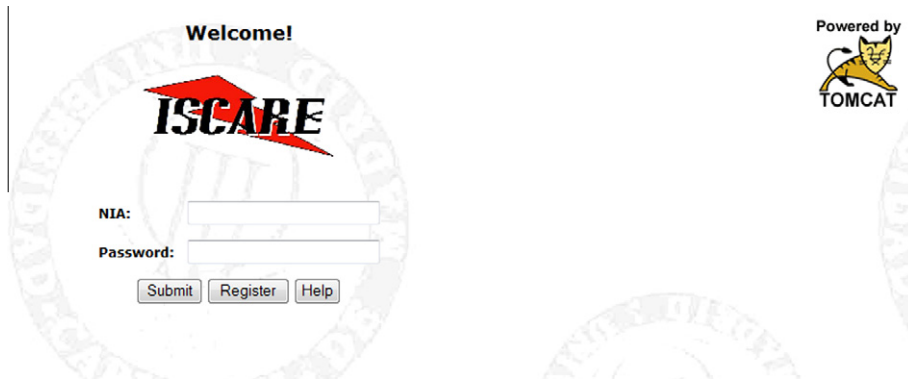 Welcome!
Powered by
TOMCAT
ISCARE
NIA:
Password:
Submit Register Help